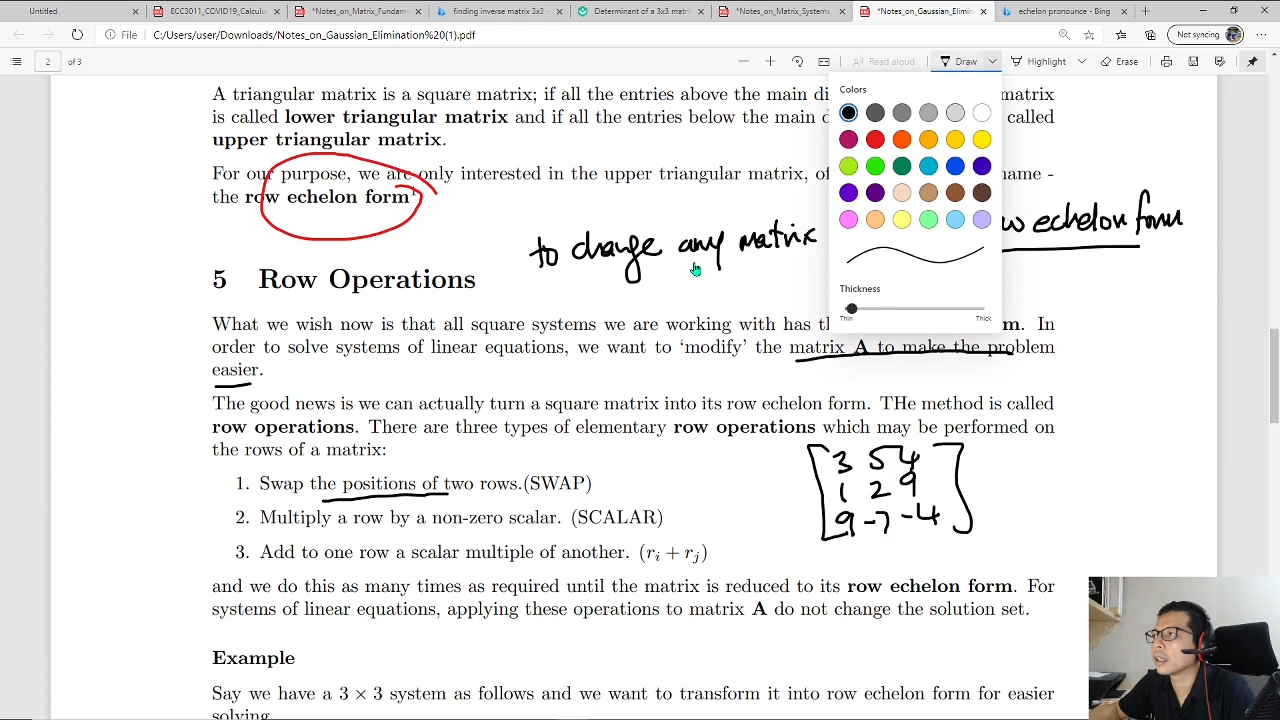 Untitled
ECC3011_COVID19_Calculu
*Notes_on_Matrix_Fundame
finding inverse matrix 3x3 -
Determinant of a 3x3 matri
*Notes_on_Matrix_Systems
*Notes_on_Gaussian_Elimin
echelon pronounce - Bing
File C:/Users/user/Downloads/Notes_on_Gaussian_Elimination%20(1).pdf
Not syncing
2 of 3
Read aloud
Draw
Highlight
Erase
Colors
Thickness
Thin Thick
A triangular matrix is a square matrix; if all the entries above the main di matrix
is called lower triangular matrix and if all the entries below the main d called
upper triangular matrix.
For our purpose, we are only interested in the upper triangular matrix, of name -
the row echelon form¹
to change any matrix w echelon form
5 Row Operations
What we wish now is that all square systems we are working with has th m. In
order to solve systems of linear equations, we want to ‘modify’ the matrix A to make the problem
easier.
The good news is we can actually turn a square matrix into its row echelon form. THe method is called
row operations. There are three types of elementary row operations which may be performed on
the rows of a matrix:
1. Swap the positions of two rows.(SWAP)
2. Multiply a row by a non-zero scalar. (SCALAR)
3. Add to one row a scalar multiple of another. (rᵢ + rⱼ)
3 5 4
1 2 9
9 -7 -4
and we do this as many times as required until the matrix is reduced to its row echelon form. For
systems of linear equations, applying these operations to matrix A do not change the solution set.
Example
Say we have a 3 × 3 system as follows and we want to transform it into row echelon form for easier
solving.